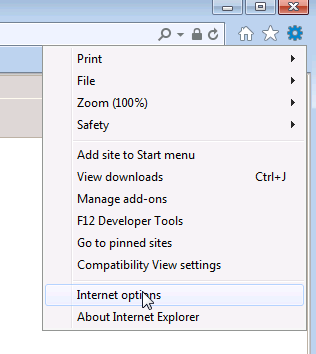 Print
File
Zoom (100%)
Safety
Add site to Start menu
View downloads Ctrl+J
Manage add-ons
F12 Developer Tools
Go to pinned sites
Compatibility View settings
Internet options
About Internet Explorer